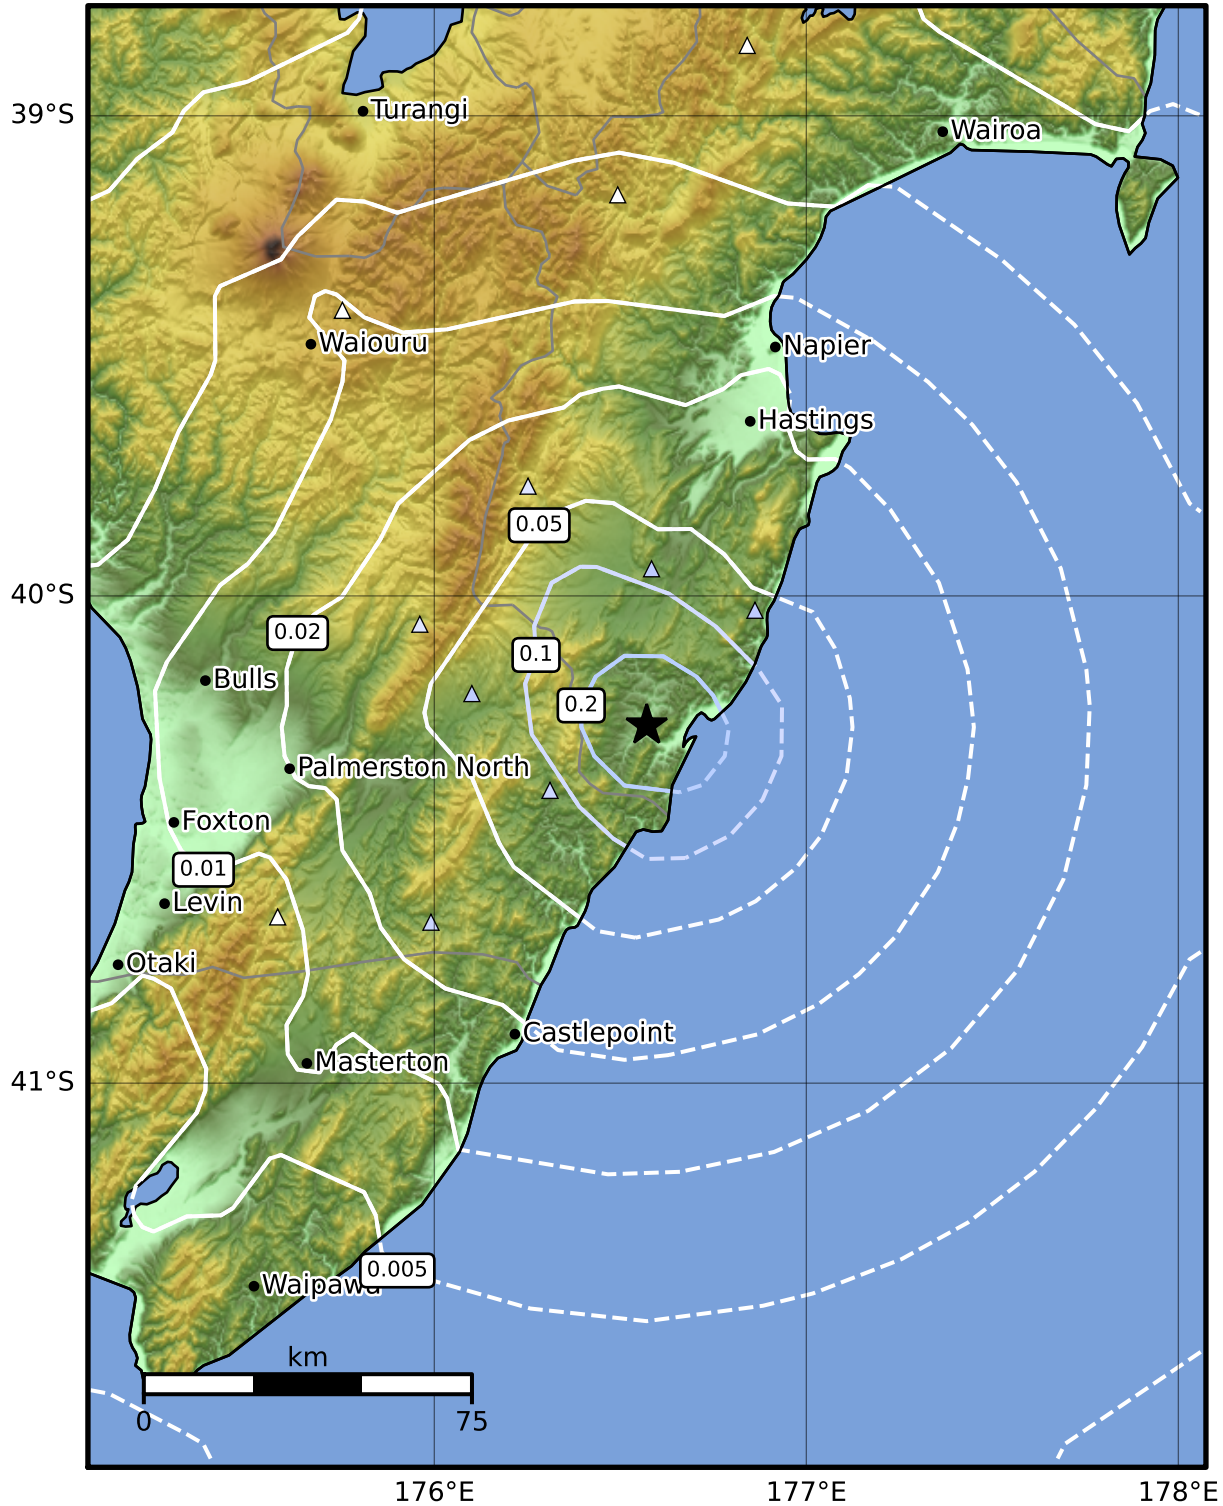 39°S
Turangi
Wairoa
Waiouru
Napier
Hastings
0.05
40°S
0.02
0.1
Bulls
0.2
Palmerston North
Foxton
0.01
Levin
Otaki
Castlepoint
Masterton
41°S
0.005
Waipawa
km
0
75
176°E
177°E
178°E